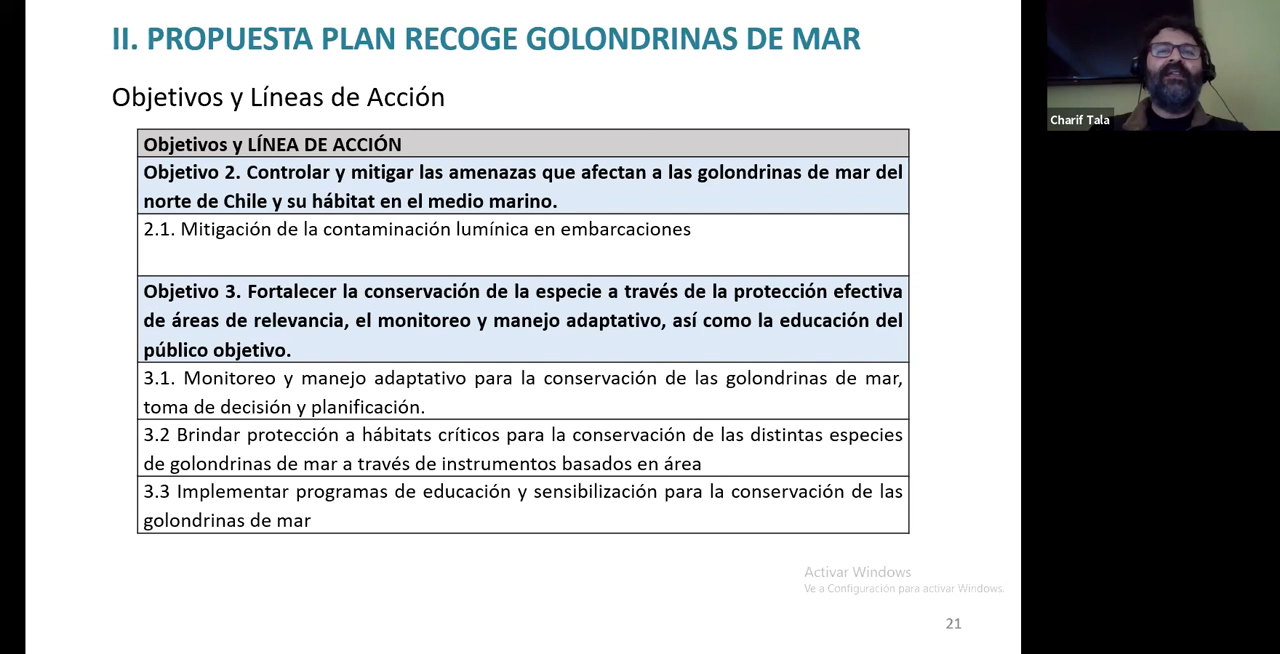 II. PROPUESTA PLAN RECOGE GOLONDRINAS DE MAR
Objetivos y Líneas de Acción
Objetivos y LÍNEA DE ACCIÓN
Objetivo 2. Controlar y mitigar las amenazas que afectan a las golondrinas de mar del
norte de Chile y su hábitat en el medio marino.
2.1. Mitigación de la contaminación lumínica en embarcaciones
Objetivo 3. Fortalecer la conservación de la especie a través de la protección efectiva
de áreas de relevancia, el monitoreo y manejo adaptativo, así como la educación del
público objetivo.
3.1. Monitoreo y manejo adaptativo para la conservación de las golondrinas de mar,
toma de decisión y planificación.
3.2 Brindar protección a hábitats críticos para la conservación de las distintas especies
de golondrinas de mar a través de instrumentos basados en área
3.3 Implementar programas de educación y sensibilización para la conservación de las
golondrinas de mar
Activar Windows
Ve a Configuración para activar Windows.
21
Charif Tala